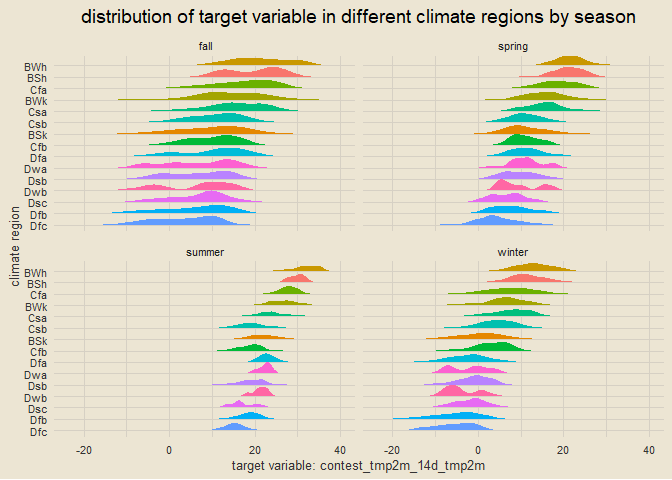 distribution of target variable in different climate regions by season
fall
spring
BWh
BSh
Cfa
BWk
Csa
Csb
BSk
Cfb
Dfa
Dwa
Dsb
Dwb
Dsc
Dfb
Dfc
climate region
summer
winter
BWh
BSh
Cfa
BWk
Csa
Csb
BSk
Cfb
Dfa
Dwa
Dsb
Dwb
Dsc
Dfb
Dfc
-20 0 20 40 -20 0 20 40
target variable: contest_tmp2m_14d_tmp2m